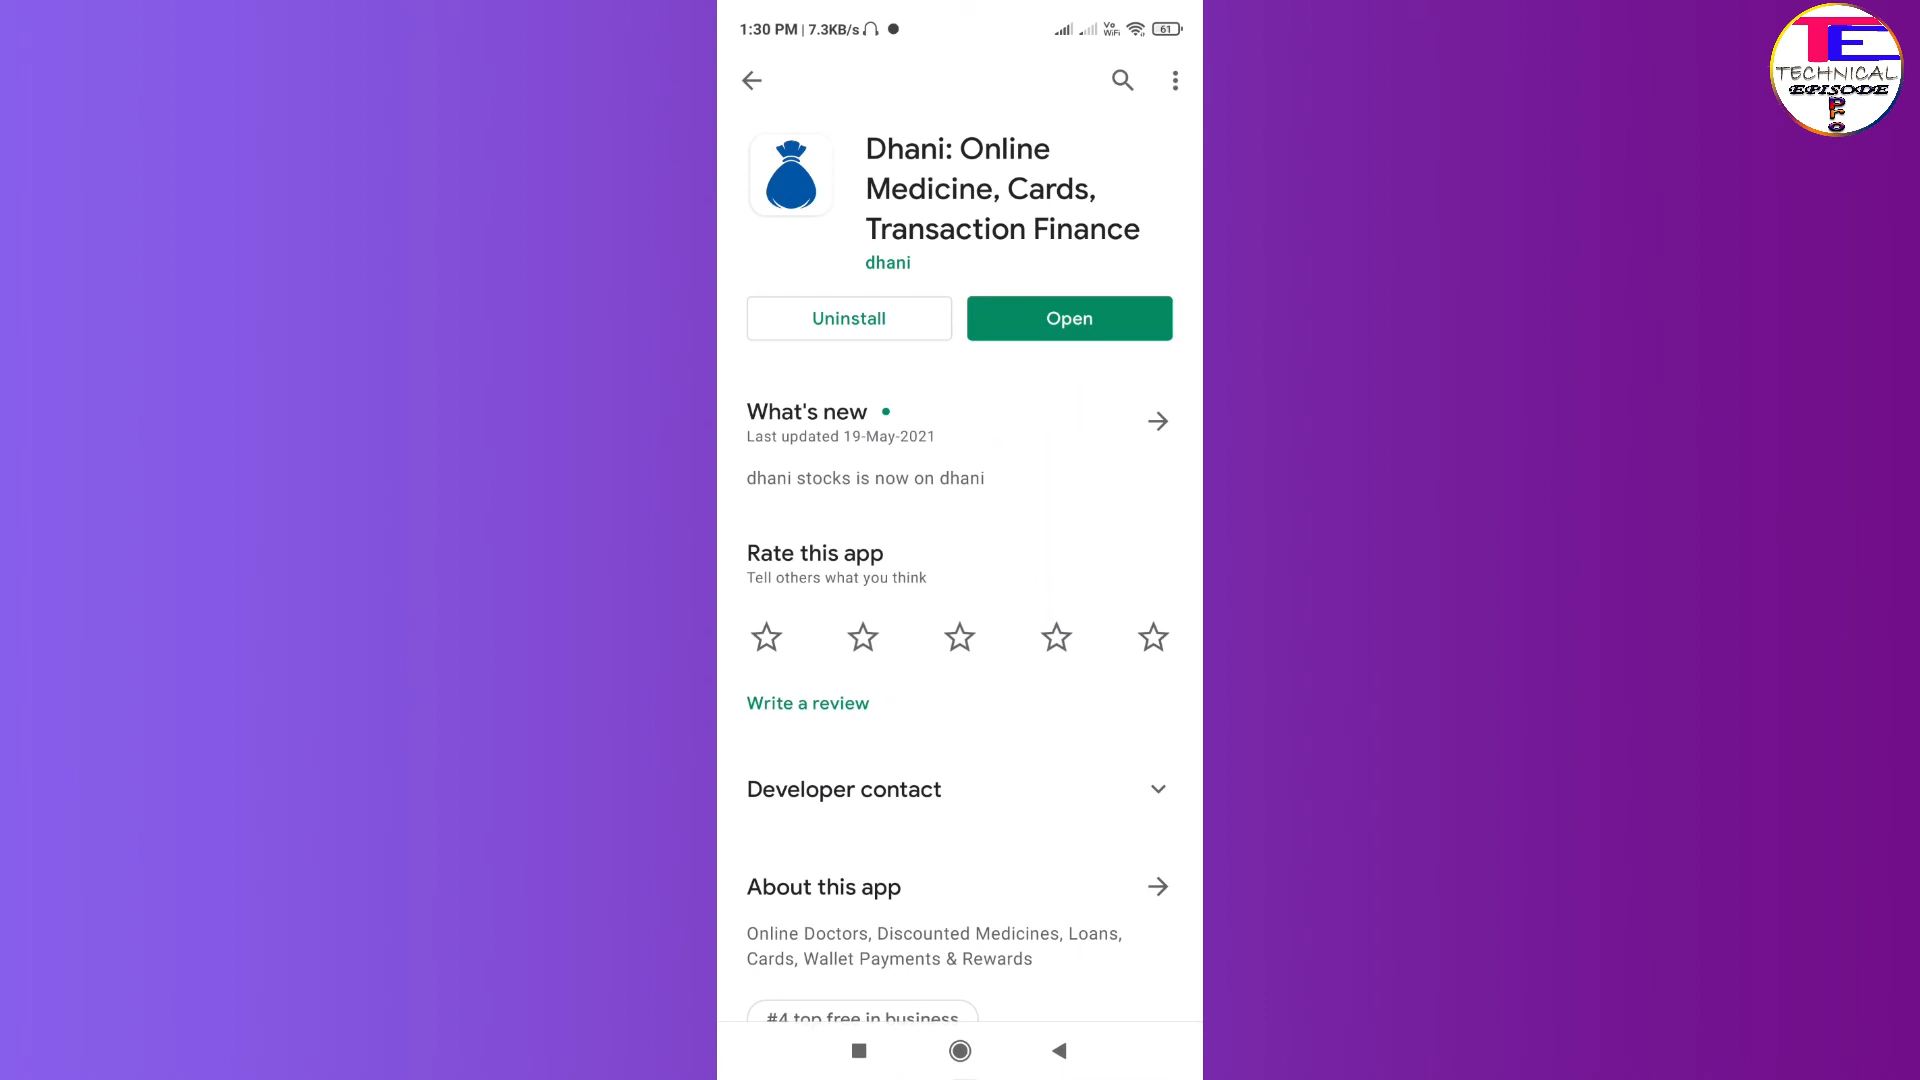 1:30 PM | 7.3KB/s
Vo
WiFi
61
TE
TECHNICAL
EPISODE
Pro
Dhani: Online
Medicine, Cards,
Transaction Finance
dhani
Uninstall
Open
What's new
Last updated 19-May-2021
dhani stocks is now on dhani
Rate this app
Tell others what you think
Write a review
Developer contact
About this app
Online Doctors, Discounted Medicines, Loans,
Cards, Wallet Payments & Rewards
#4 top free in business